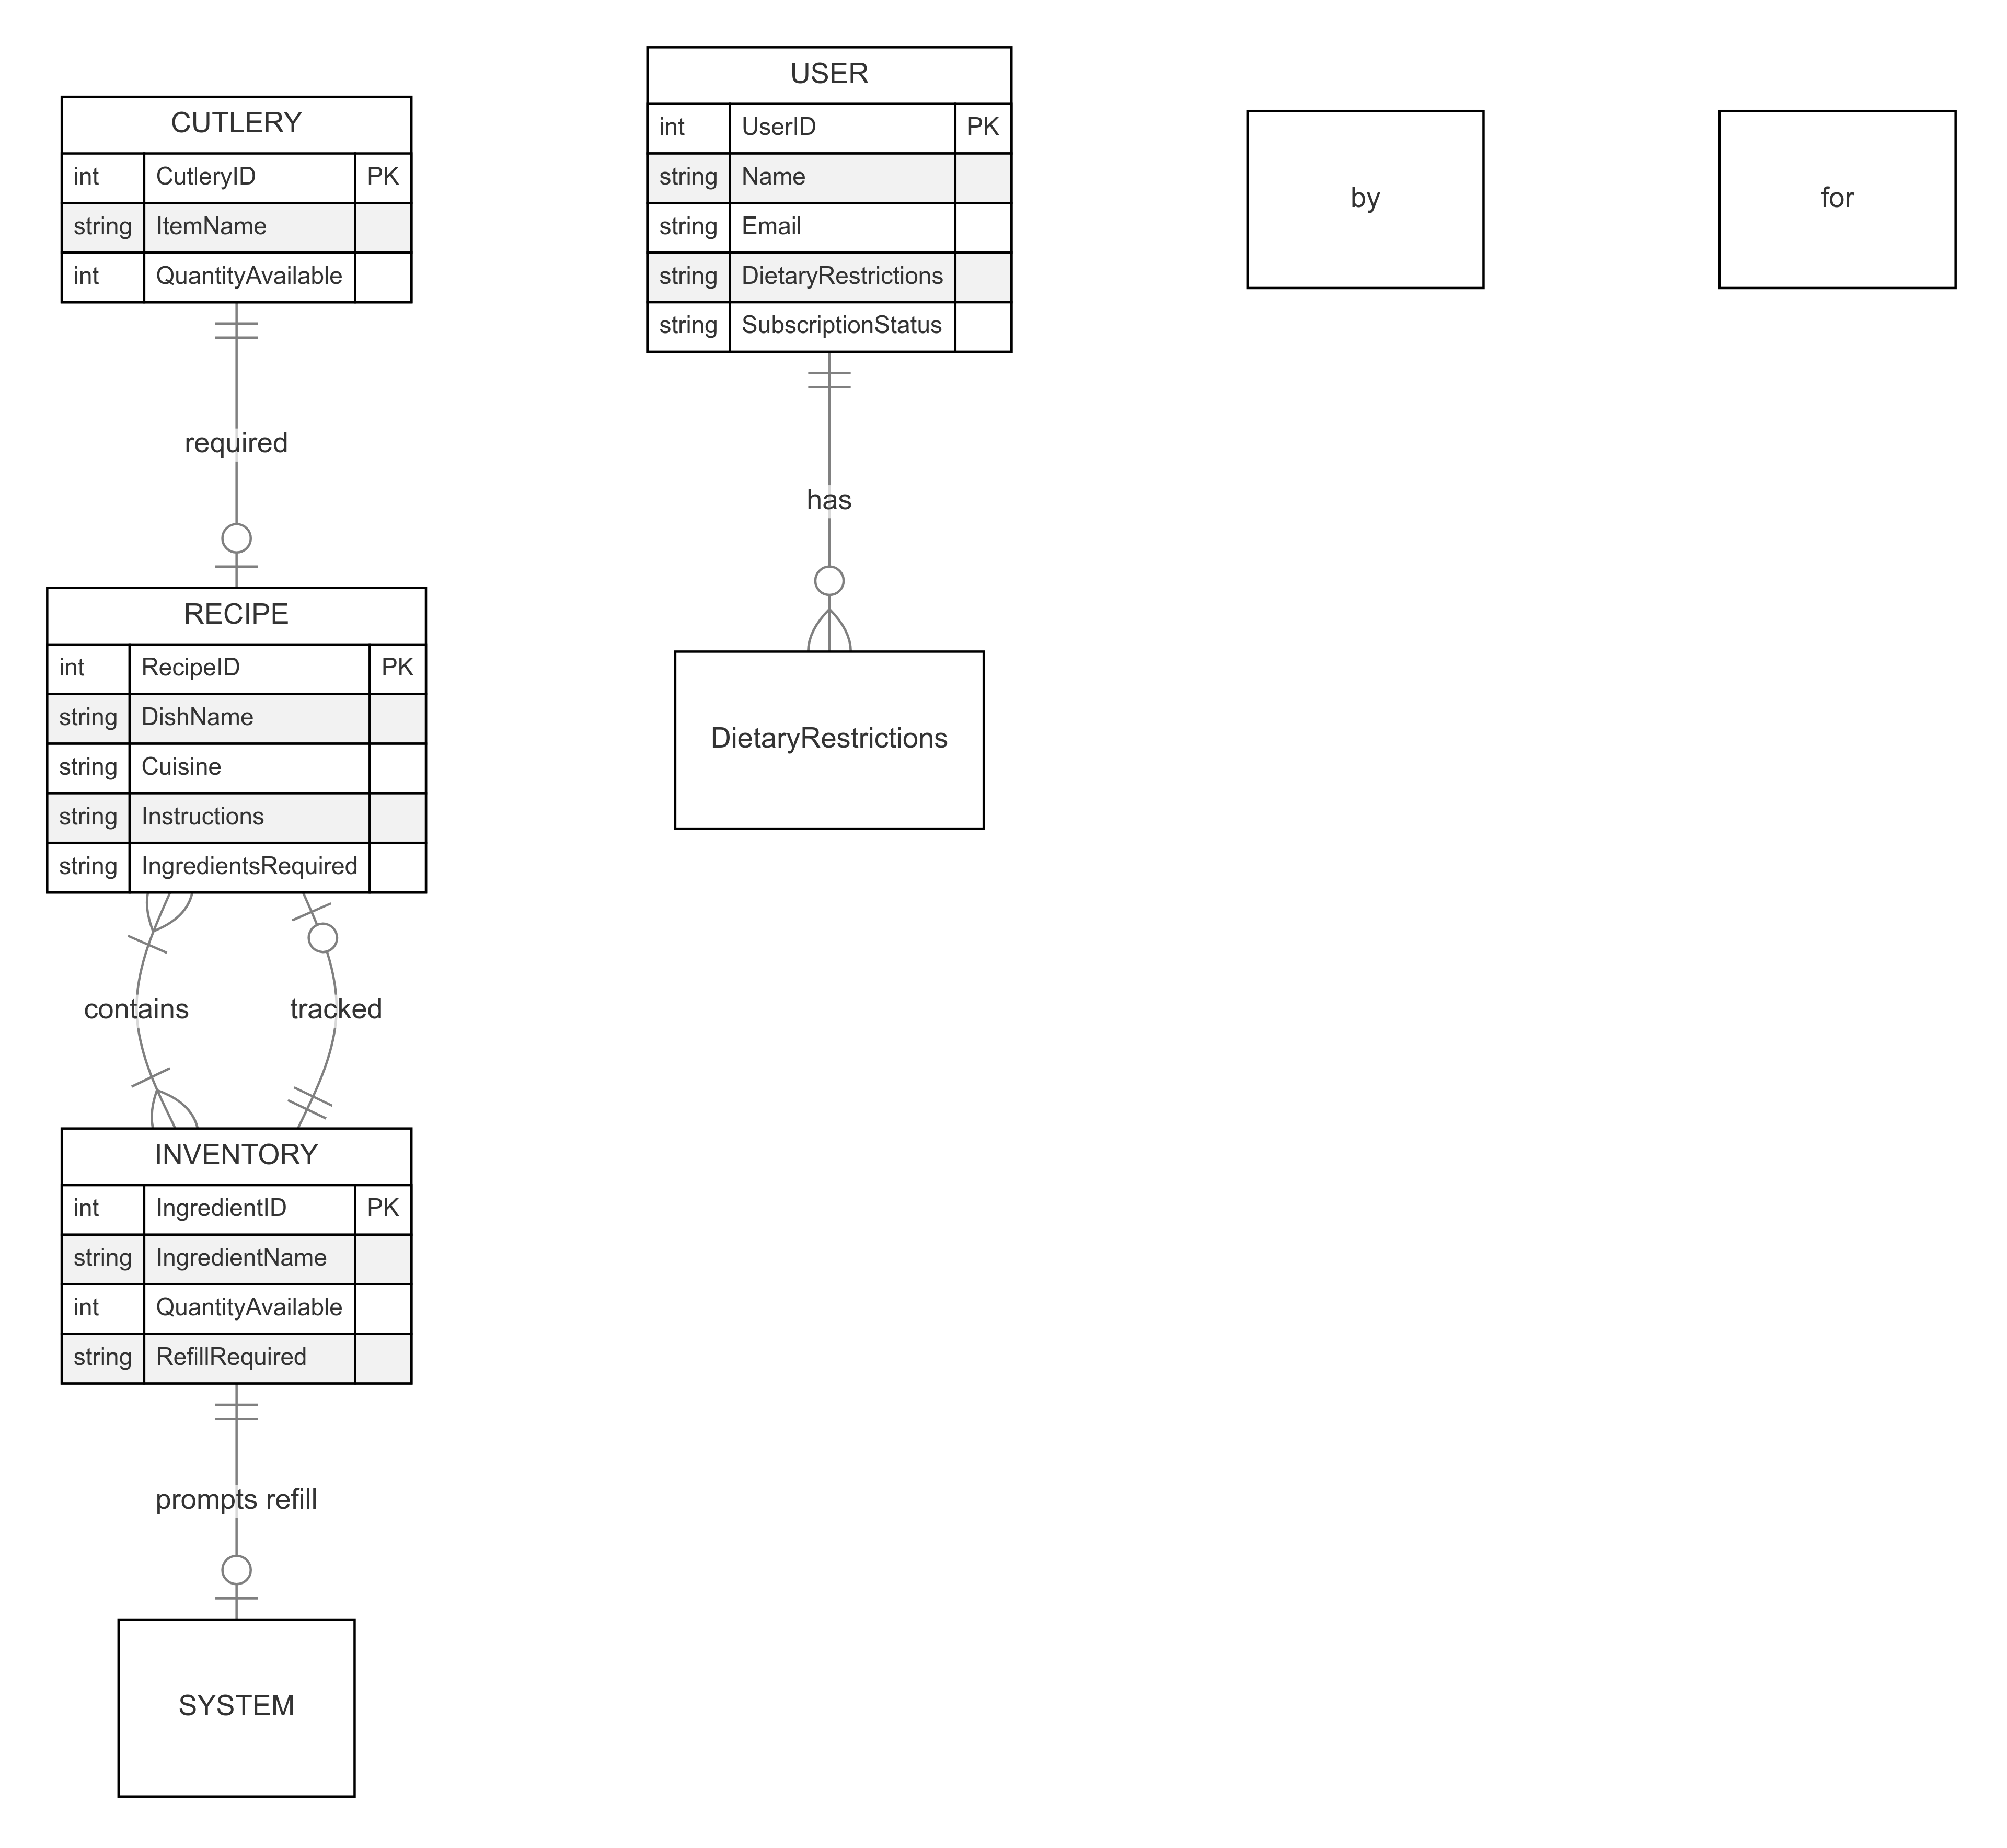 CUTLERY
int CutleryID PK
string ItemName
int QuantityAvailable
required
RECIPE
int RecipeID PK
string DishName
string Cuisine
string Instructions
string IngredientsRequired
contains
tracked
INVENTORY
int IngredientID PK
string IngredientName
int QuantityAvailable
string RefillRequired
prompts refill
SYSTEM
USER
int UserID PK
string Name
string Email
string DietaryRestrictions
string SubscriptionStatus
has
DietaryRestrictions
by
for